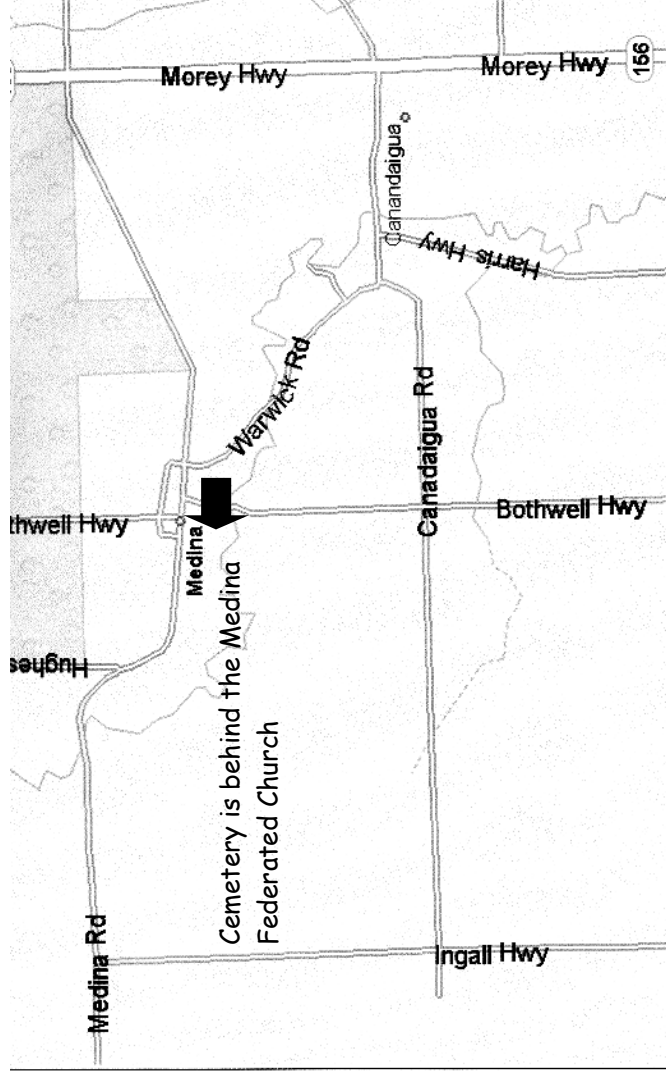 Morey Hwy
Morey Hwy
156
Canandaigua
Harris Hwy
Warwick Rd
Canadaigua Rd
thwell Hwy
Bothwell Hwy
Medina
Hughes
Cemetery is behind the Medina
Federated Church
Medina Rd
Ingall Hwy